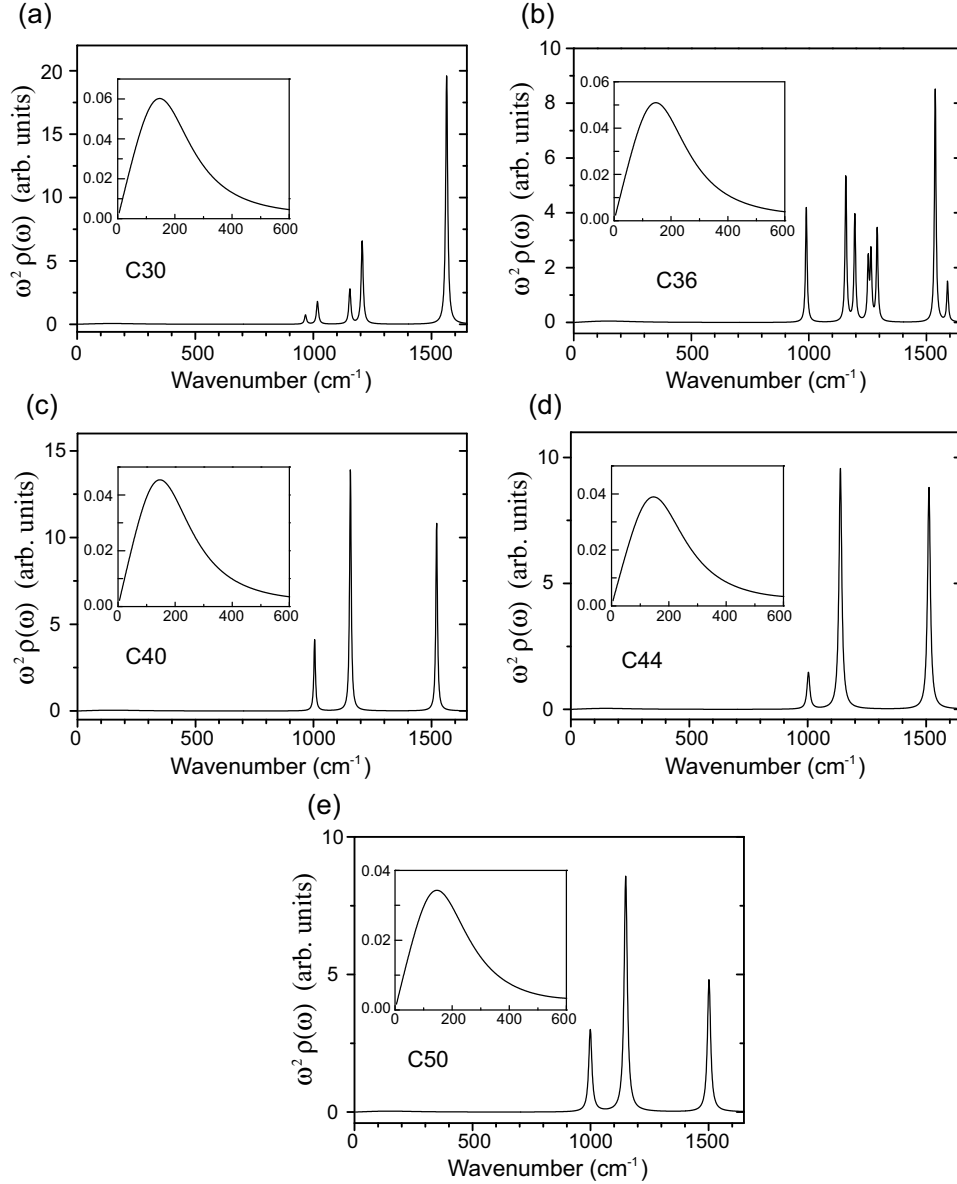 (a)
ω² ρ(ω) (arb. units)
20
15
10
5
0
0.06
0.04
0.02
0.00
0 200 400 600
C30
0 500 1000 1500
Wavenumber (cm⁻¹)
(b)
ω² ρ(ω) (arb. units)
10
8
6
4
2
0
0.06
0.04
0.02
0.00
0 200 400 600
C36
0 500 1000 1500
Wavenumber (cm⁻¹)
(c)
ω² ρ(ω) (arb. units)
15
10
5
0
0.04
0.02
0.00
0 200 400 600
C40
0 500 1000 1500
Wavenumber (cm⁻¹)
(d)
ω² ρ(ω) (arb. units)
10
5
0
0.04
0.02
0.00
0 200 400 600
C44
0 500 1000 1500
Wavenumber (cm⁻¹)
(e)
ω² ρ(ω) (arb. units)
10
5
0
0.04
0.02
0.00
0 200 400 600
C50
0 500 1000 1500
Wavenumber (cm⁻¹)